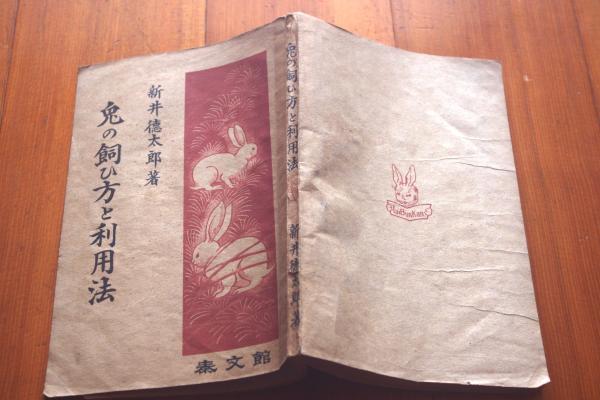 兎の飼ひ方と利用法
新井德太郎著
泰文館
兎の飼ひ方と利用法
新井德太郎著
TaiBunKan